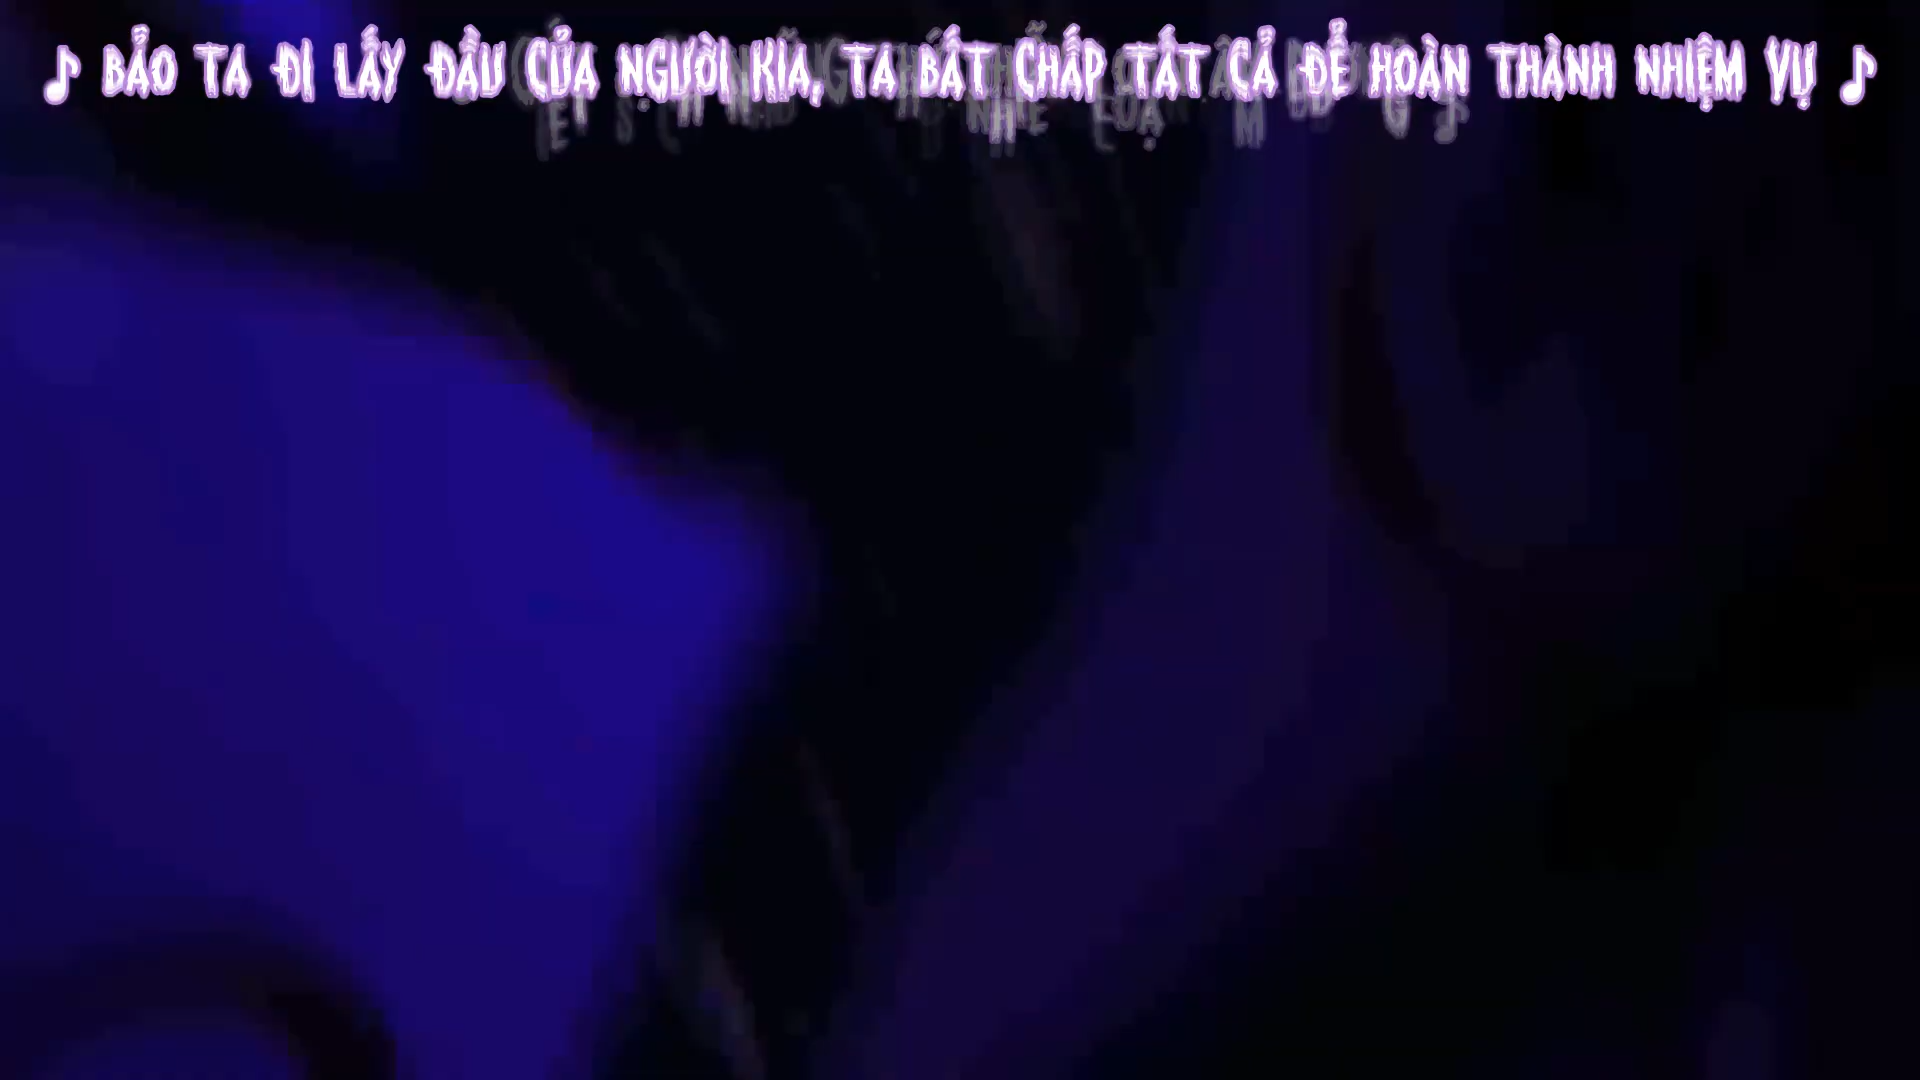 ♪ BẢO TA ĐI LẤY ĐẦU CỦA NGƯỜI KIA, TA BẤT CHẤP TẤT CẢ ĐỂ HOÀN THÀNH NHIỆM VỤ ♪